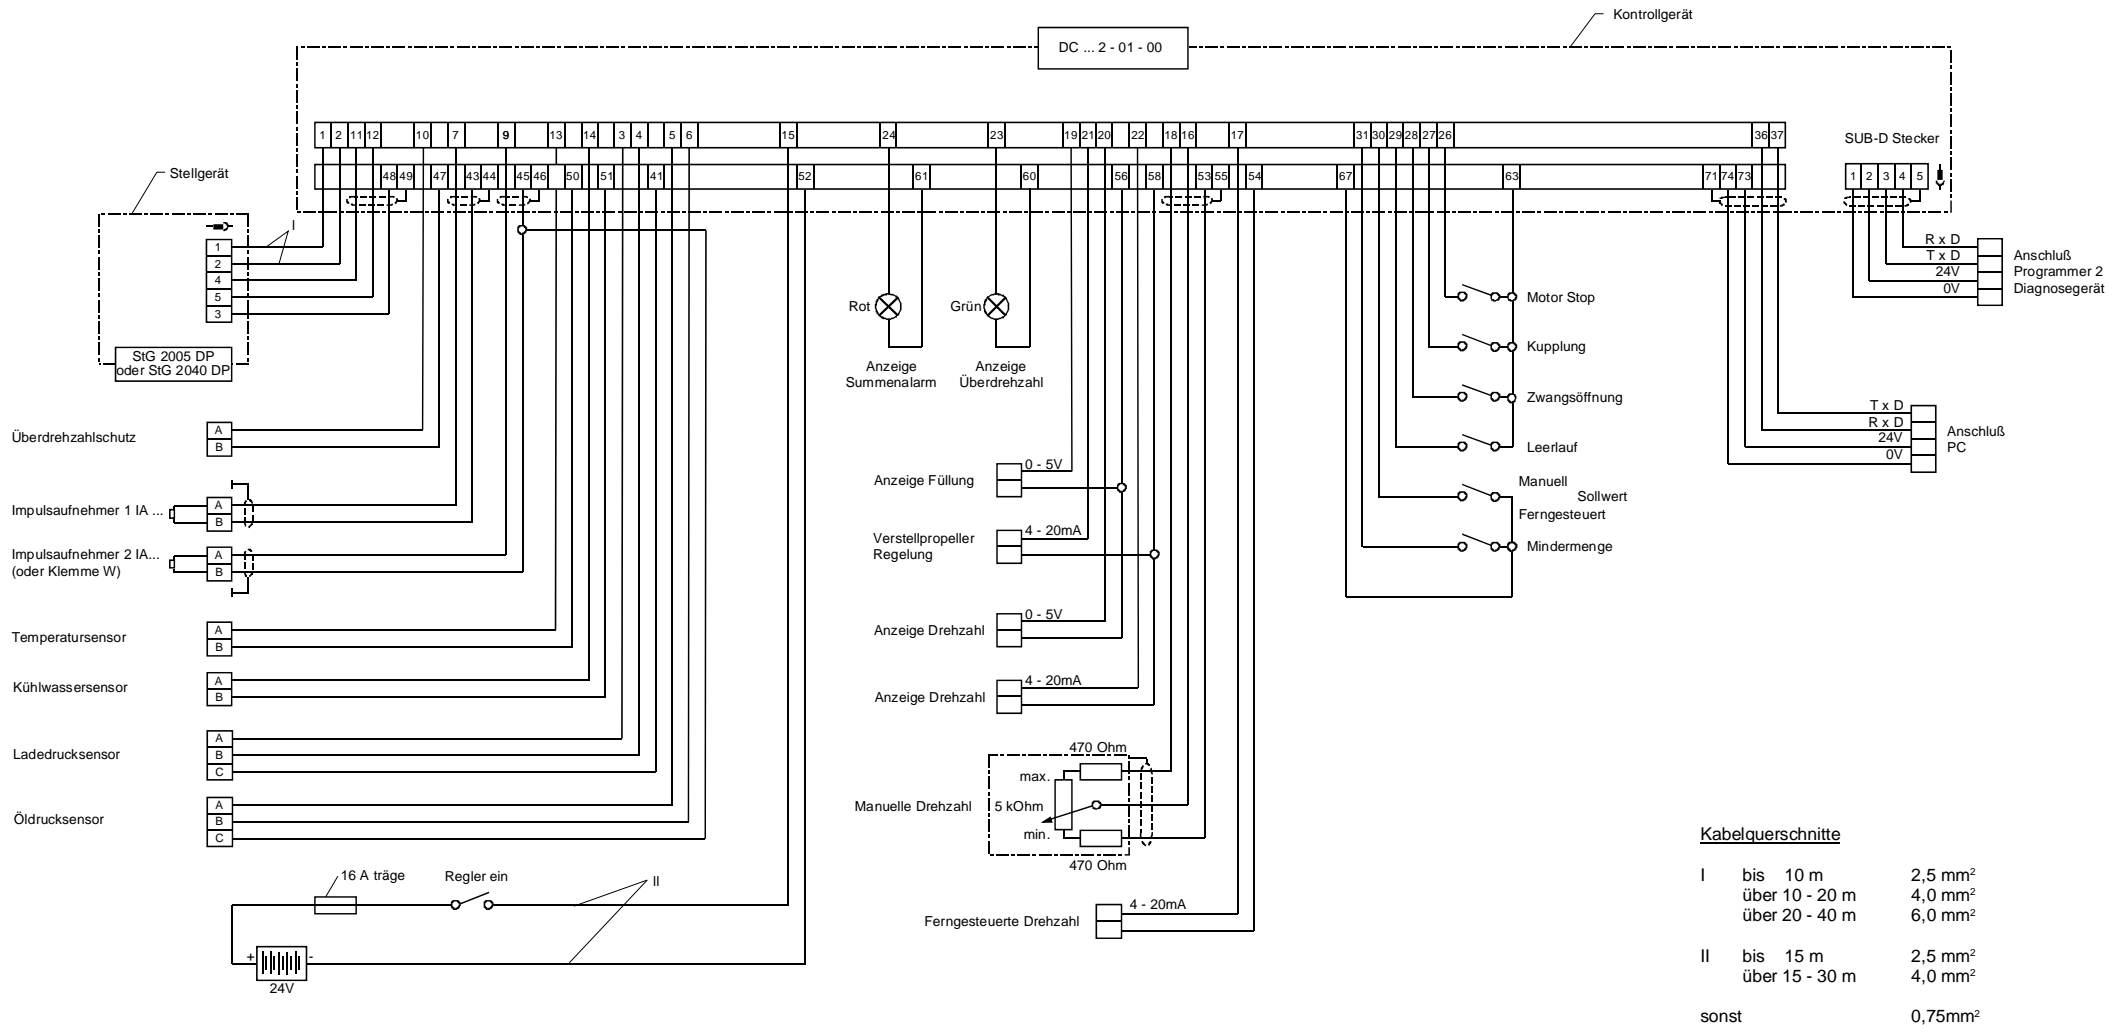 Kontrollgerät
DC ... 2 - 01 - 00
1 2 11 12 10 7 9 13 14 3 4 5 6 15 24 23 19 21 20 22 18 16 17 31 30 29 28 27 26 36 37
SUB-D Stecker
48 49 47 43 44 45 46 50 51 41 52 61 60 56 58 53 55 54 67 63 71 74 73
1 2 3 4 5
Stellgerät
I
1
2
4
5
3
StG 2005 DP
oder StG 2040 DP
R x D
T x D
24V
0V
Anschluß
Programmer 2
Diagnosegerät
Rot
Anzeige
Summenalarm
Grün
Anzeige
Überdrehzahl
Motor Stop
Kupplung
Zwangsöffnung
Leerlauf
Manuell
Sollwert
Ferngesteuert
Mindermenge
T x D
R x D
24V
0V
Anschluß
PC
Überdrehzahlschutz
A
B
Impulsaufnehmer 1 IA ...
A
B
Impulsaufnehmer 2 IA...
(oder Klemme W)
A
B
Temperatursensor
A
B
Kühlwassersensor
A
B
Ladedrucksensor
A
B
C
Öldrucksensor
A
B
C
Anzeige Füllung
0 - 5V
Verstellpropeller
Regelung
4 - 20mA
Anzeige Drehzahl
0 - 5V
Anzeige Drehzahl
4 - 20mA
470 Ohm
max.
Manuelle Drehzahl
5 kOhm
min.
470 Ohm
Ferngesteuerte Drehzahl
4 - 20mA
16 A träge
Regler ein
II
+
-
24V
Kabelquerschnitte
I bis 10 m 2,5 mm²
über 10 - 20 m 4,0 mm²
über 20 - 40 m 6,0 mm²
II bis 15 m 2,5 mm²
über 15 - 30 m 4,0 mm²
sonst 0,75mm²